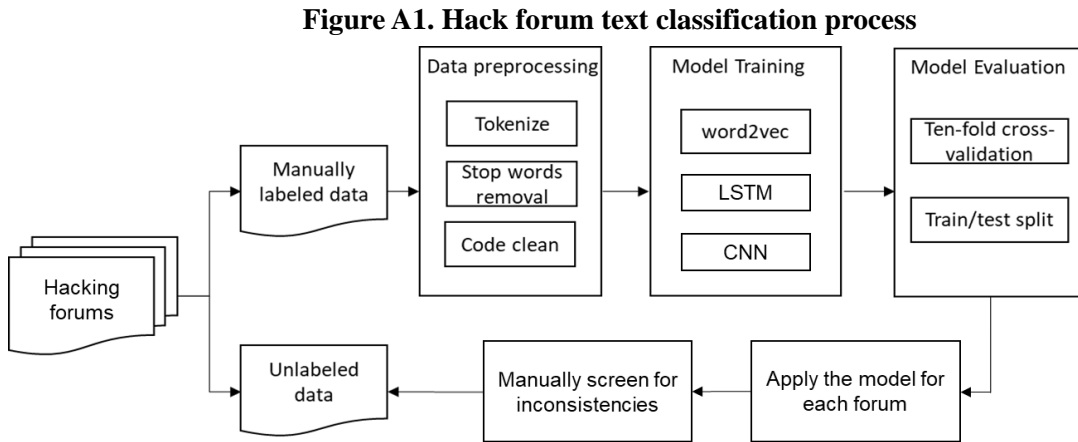 Figure A1. Hack forum text classification process
Data preprocessing
Tokenize
Stop words
removal
Code clean
Model Training
word2vec
LSTM
CNN
Model Evaluation
Ten-fold cross-
validation
Train/test split
Manually
labeled data
Hacking
forums
Unlabeled
data
Manually screen for
inconsistencies
Apply the model for
each forum